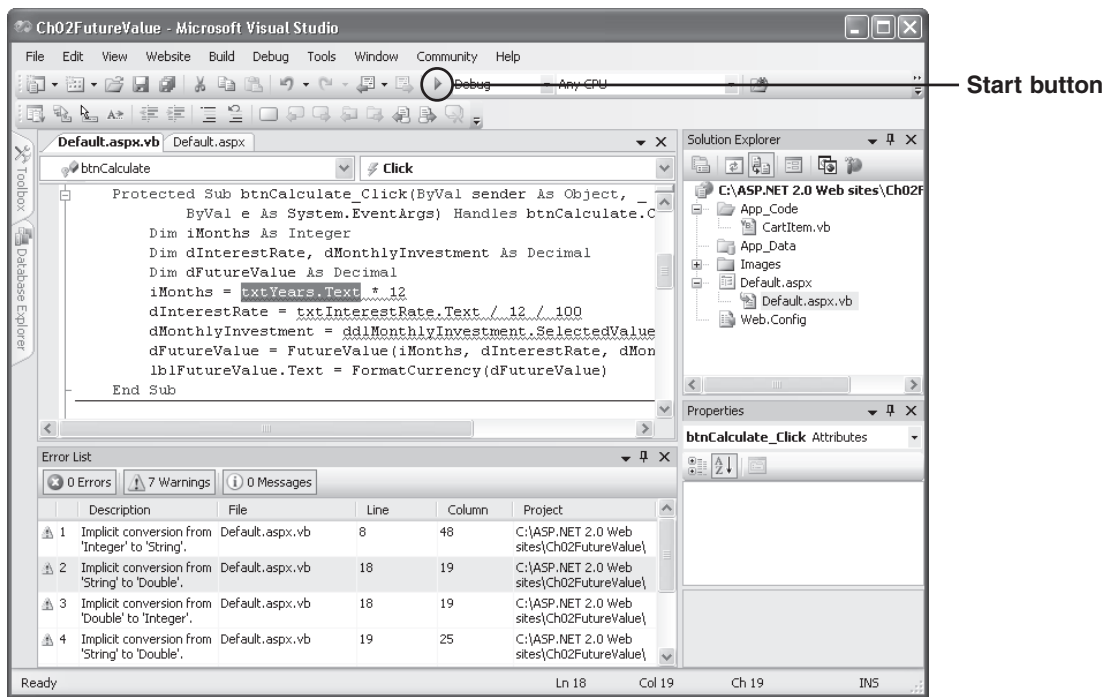 Ch02FutureValue - Microsoft Visual Studio
File Edit View Website Build Debug Tools Window Community Help
Debug Any CPU
Start button
Default.aspx.vb Default.aspx
btnCalculate Click
Toolbox
Database Explorer
Protected Sub btnCalculate_Click(ByVal sender As Object, _
ByVal e As System.EventArgs) Handles btnCalculate.C
Dim iMonths As Integer
Dim dInterestRate, dMonthlyInvestment As Decimal
Dim dFutureValue As Decimal
iMonths = txtYears.Text * 12
dInterestRate = txtInterestRate.Text / 12 / 100
dMonthlyInvestment = ddlMonthlyInvestment.SelectedValue
dFutureValue = FutureValue(iMonths, dInterestRate, dMon
lblFutureValue.Text = FormatCurrency(dFutureValue)
End Sub
Solution Explorer
C:\ASP.NET 2.0 Web sites\Ch02F
App_Code
CartItem.vb
App_Data
Images
Default.aspx
Default.aspx.vb
Web.Config
Properties
btnCalculate_Click Attributes
Error List
0 Errors 7 Warnings 0 Messages
Description File Line Column Project
1 Implicit conversion from Default.aspx.vb 8 48 C:\ASP.NET 2.0 Web
'Integer' to 'String'. sites\Ch02FutureValue\
2 Implicit conversion from Default.aspx.vb 18 19 C:\ASP.NET 2.0 Web
'String' to 'Double'. sites\Ch02FutureValue\
3 Implicit conversion from Default.aspx.vb 18 19 C:\ASP.NET 2.0 Web
'Double' to 'Integer'. sites\Ch02FutureValue\
4 Implicit conversion from Default.aspx.vb 19 25 C:\ASP.NET 2.0 Web
'String' to 'Double'. sites\Ch02FutureValue\
Ready Ln 18 Col 19 Ch 19 INS